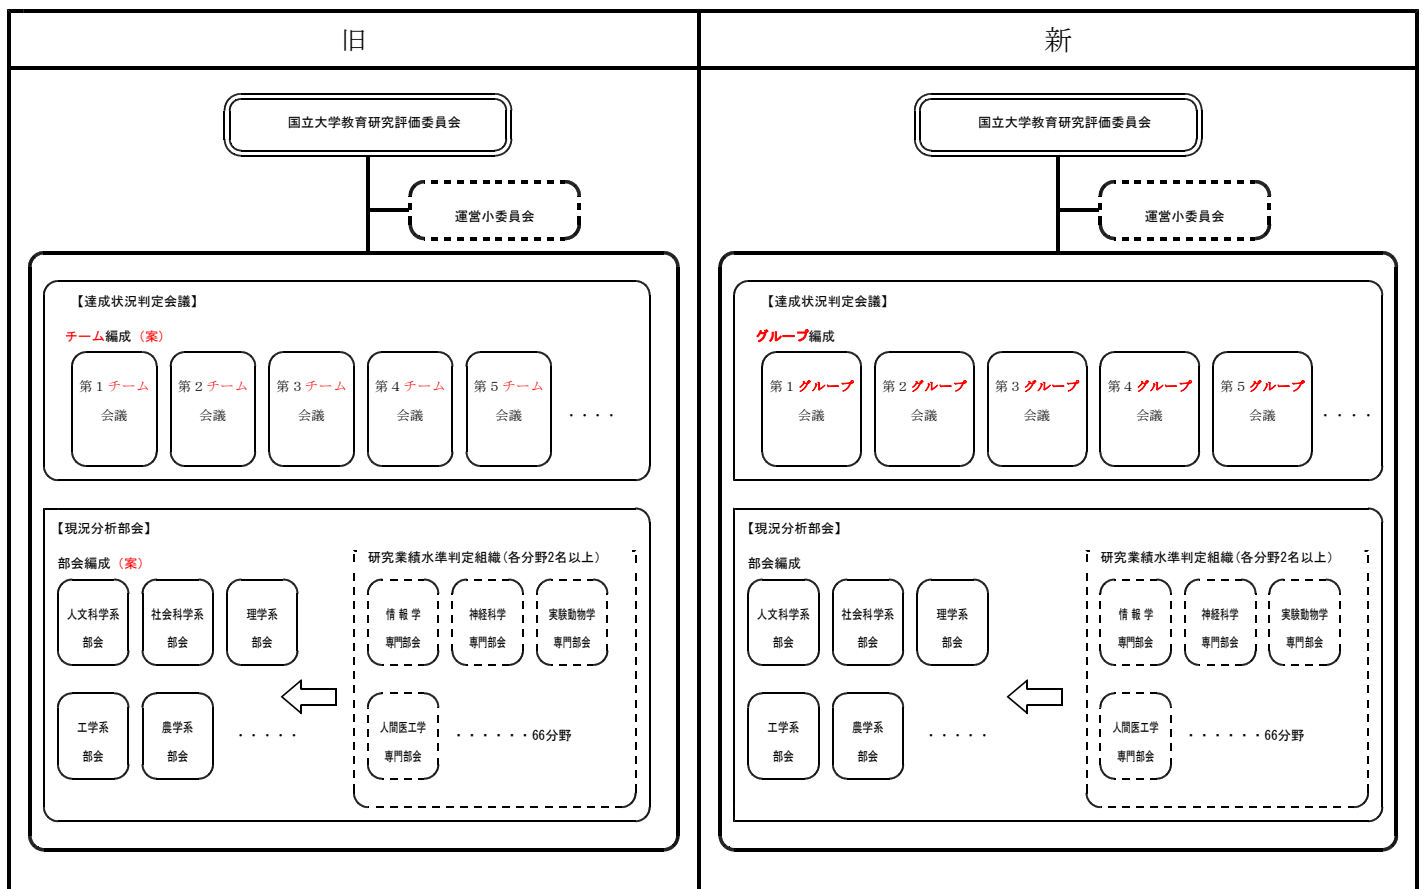 旧
国立大学教育研究評価委員会
運営小委員会
【達成状況判定会議】
チーム編成（案）
第１チーム
会議
第２チーム
会議
第３チーム
会議
第４チーム
会議
第５チーム
会議
・・・・
【現況分析部会】
部会編成（案）
人文科学系
部会
社会科学系
部会
理学系
部会
工学系
部会
農学系
部会
・・・・・
研究業績水準判定組織（各分野2名以上）
情 報 学
専門部会
神経科学
専門部会
実験動物学
専門部会
人間医工学
専門部会
・・・・・・66分野
新
国立大学教育研究評価委員会
運営小委員会
【達成状況判定会議】
グループ編成
第１グループ
会議
第２グループ
会議
第３グループ
会議
第４グループ
会議
第５グループ
会議
・・・・
【現況分析部会】
部会編成
人文科学系
部会
社会科学系
部会
理学系
部会
工学系
部会
農学系
部会
・・・・・
研究業績水準判定組織（各分野2名以上）
情 報 学
専門部会
神経科学
専門部会
実験動物学
専門部会
人間医工学
専門部会
・・・・・・66分野